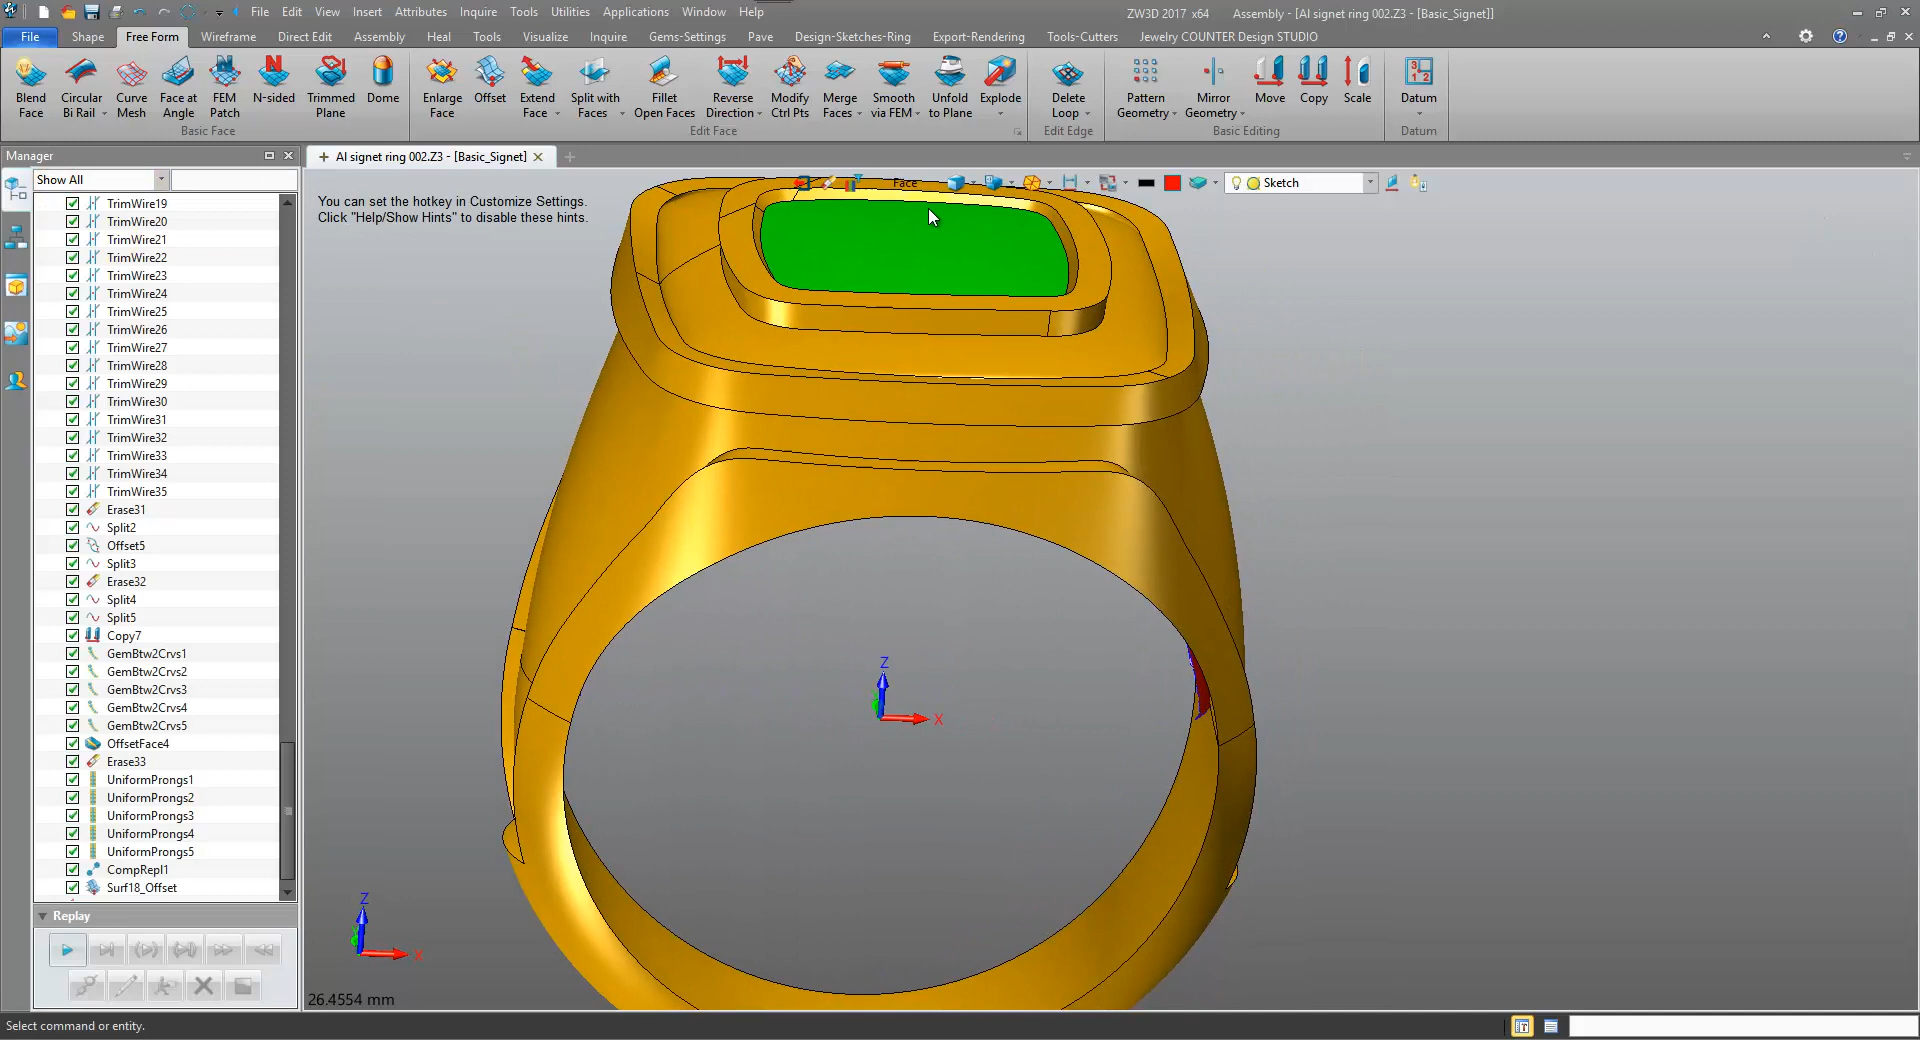 File Edit View Insert Attributes Inquire Tools Utilities Applications Window Help
ZW3D 2017 x64 Assembly - [AI signet ring 002.Z3 - [Basic_Signet]]
File Shape Free Form Wireframe Direct Edit Assembly Heal Tools Visualize Inquire Gems-Settings Pave Design-Sketches-Ring Export-Rendering Tools-Cutters Jewelry COUNTER Design STUDIO
Blend Face
Circular Bi Rail
Curve Mesh
Face at Angle
FEM Patch
N-sided
Trimmed Plane
Dome
Enlarge Face
Offset
Extend Face
Split with Faces
Fillet Open Faces
Reverse Direction
Modify Ctrl Pts
Merge Faces
Smooth via FEM
Unfold to Plane
Explode
Delete Loop
Pattern Geometry
Mirror Geometry
Move
Copy
Scale
Datum
Basic Face
Edit Face
Edit Edge
Basic Editing
Datum
Manager
AI signet ring 002.Z3 - [Basic_Signet]
Show All
Face
Sketch
You can set the hotkey in Customize Settings.
Click "Help/Show Hints" to disable these hints.
TrimWire19
TrimWire20
TrimWire21
TrimWire22
TrimWire23
TrimWire24
TrimWire25
TrimWire26
TrimWire27
TrimWire28
TrimWire29
TrimWire30
TrimWire31
TrimWire32
TrimWire33
TrimWire34
TrimWire35
Erase31
Split2
Offset5
Split3
Erase32
Split4
Split5
Copy7
GemBtw2Crvs1
GemBtw2Crvs2
GemBtw2Crvs3
GemBtw2Crvs4
GemBtw2Crvs5
OffsetFace4
Erase33
UniformProngs1
UniformProngs2
UniformProngs3
UniformProngs4
UniformProngs5
CompRepl1
Surf18_Offset
Replay
Z
X
Z
X
26.4554 mm
Select command or entity.